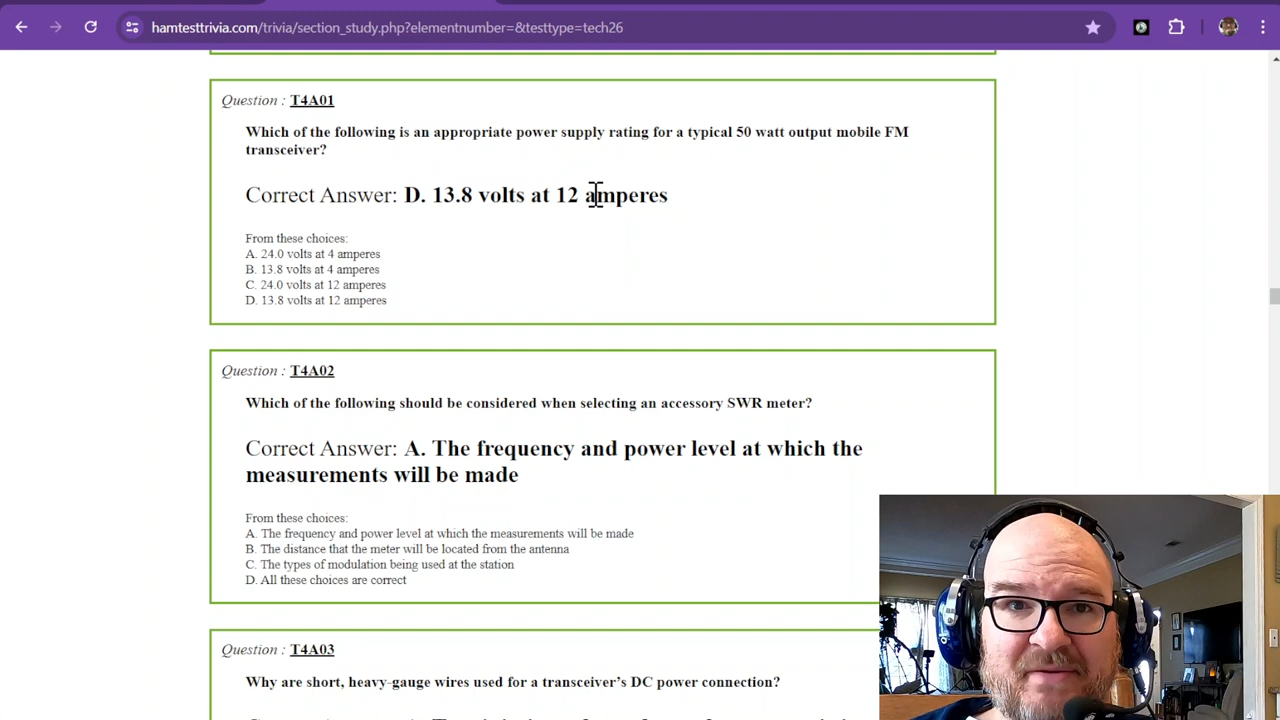 hamtesttrivia.com/trivia/section_study.php?elementnumber=&testtype=tech26
Question : T4A01
Which of the following is an appropriate power supply rating for a typical 50 watt output mobile FM
transceiver?
Correct Answer: D. 13.8 volts at 12 amperes
From these choices:
A. 24.0 volts at 4 amperes
B. 13.8 volts at 4 amperes
C. 24.0 volts at 12 amperes
D. 13.8 volts at 12 amperes
Question : T4A02
Which of the following should be considered when selecting an accessory SWR meter?
Correct Answer: A. The frequency and power level at which the
measurements will be made
From these choices:
A. The frequency and power level at which the measurements will be made
B. The distance that the meter will be located from the antenna
C. The types of modulation being used at the station
D. All these choices are correct
Question : T4A03
Why are short, heavy-gauge wires used for a transceiver’s DC power connection?